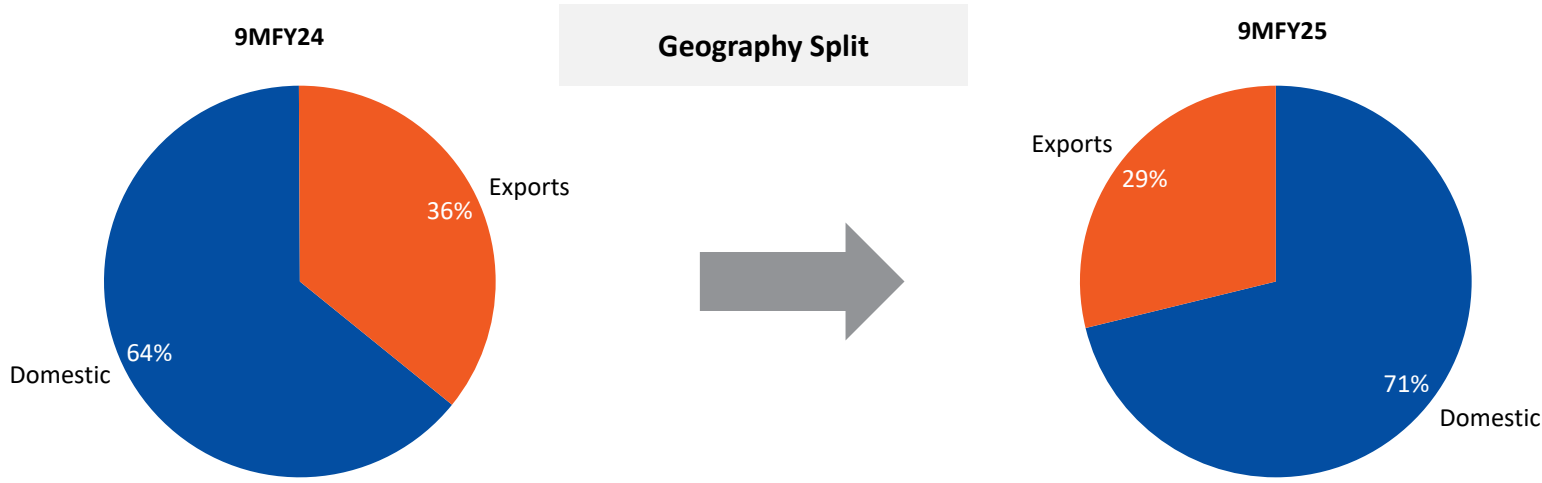 Geography Split
9MFY24
Exports
36%
64%
Domestic
9MFY25
Exports
29%
71%
Domestic